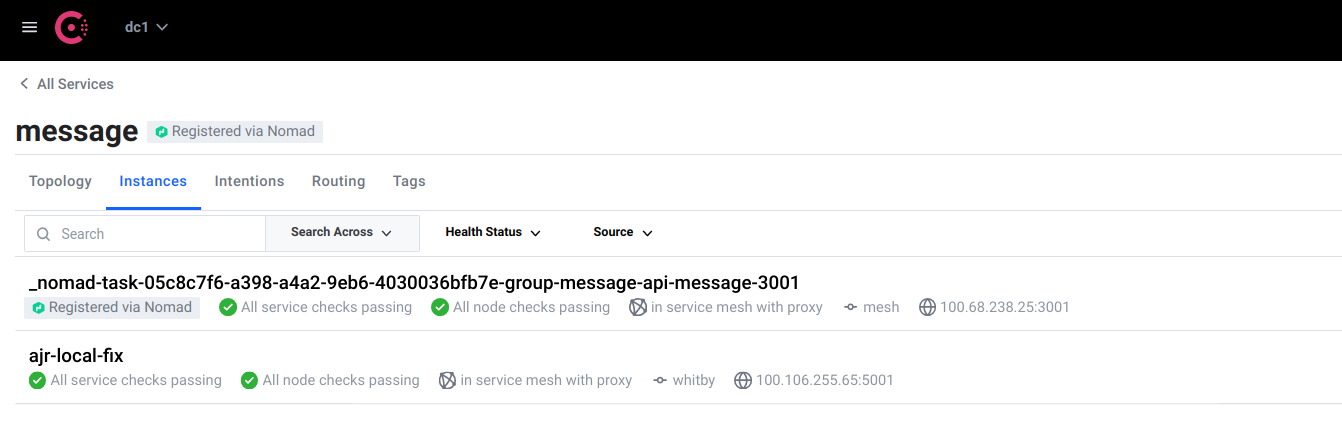 dc1
All Services
message Registered via Nomad
Topology Instances Intentions Routing Tags
Search Search Across Health Status Source
_nomad-task-05c8c7f6-a398-a4a2-9eb6-4030036bfb7e-group-message-api-message-3001
Registered via Nomad All service checks passing All node checks passing in service mesh with proxy mesh 100.68.238.25:3001
ajr-local-fix
All service checks passing All node checks passing in service mesh with proxy whitby 100.106.255.65:5001